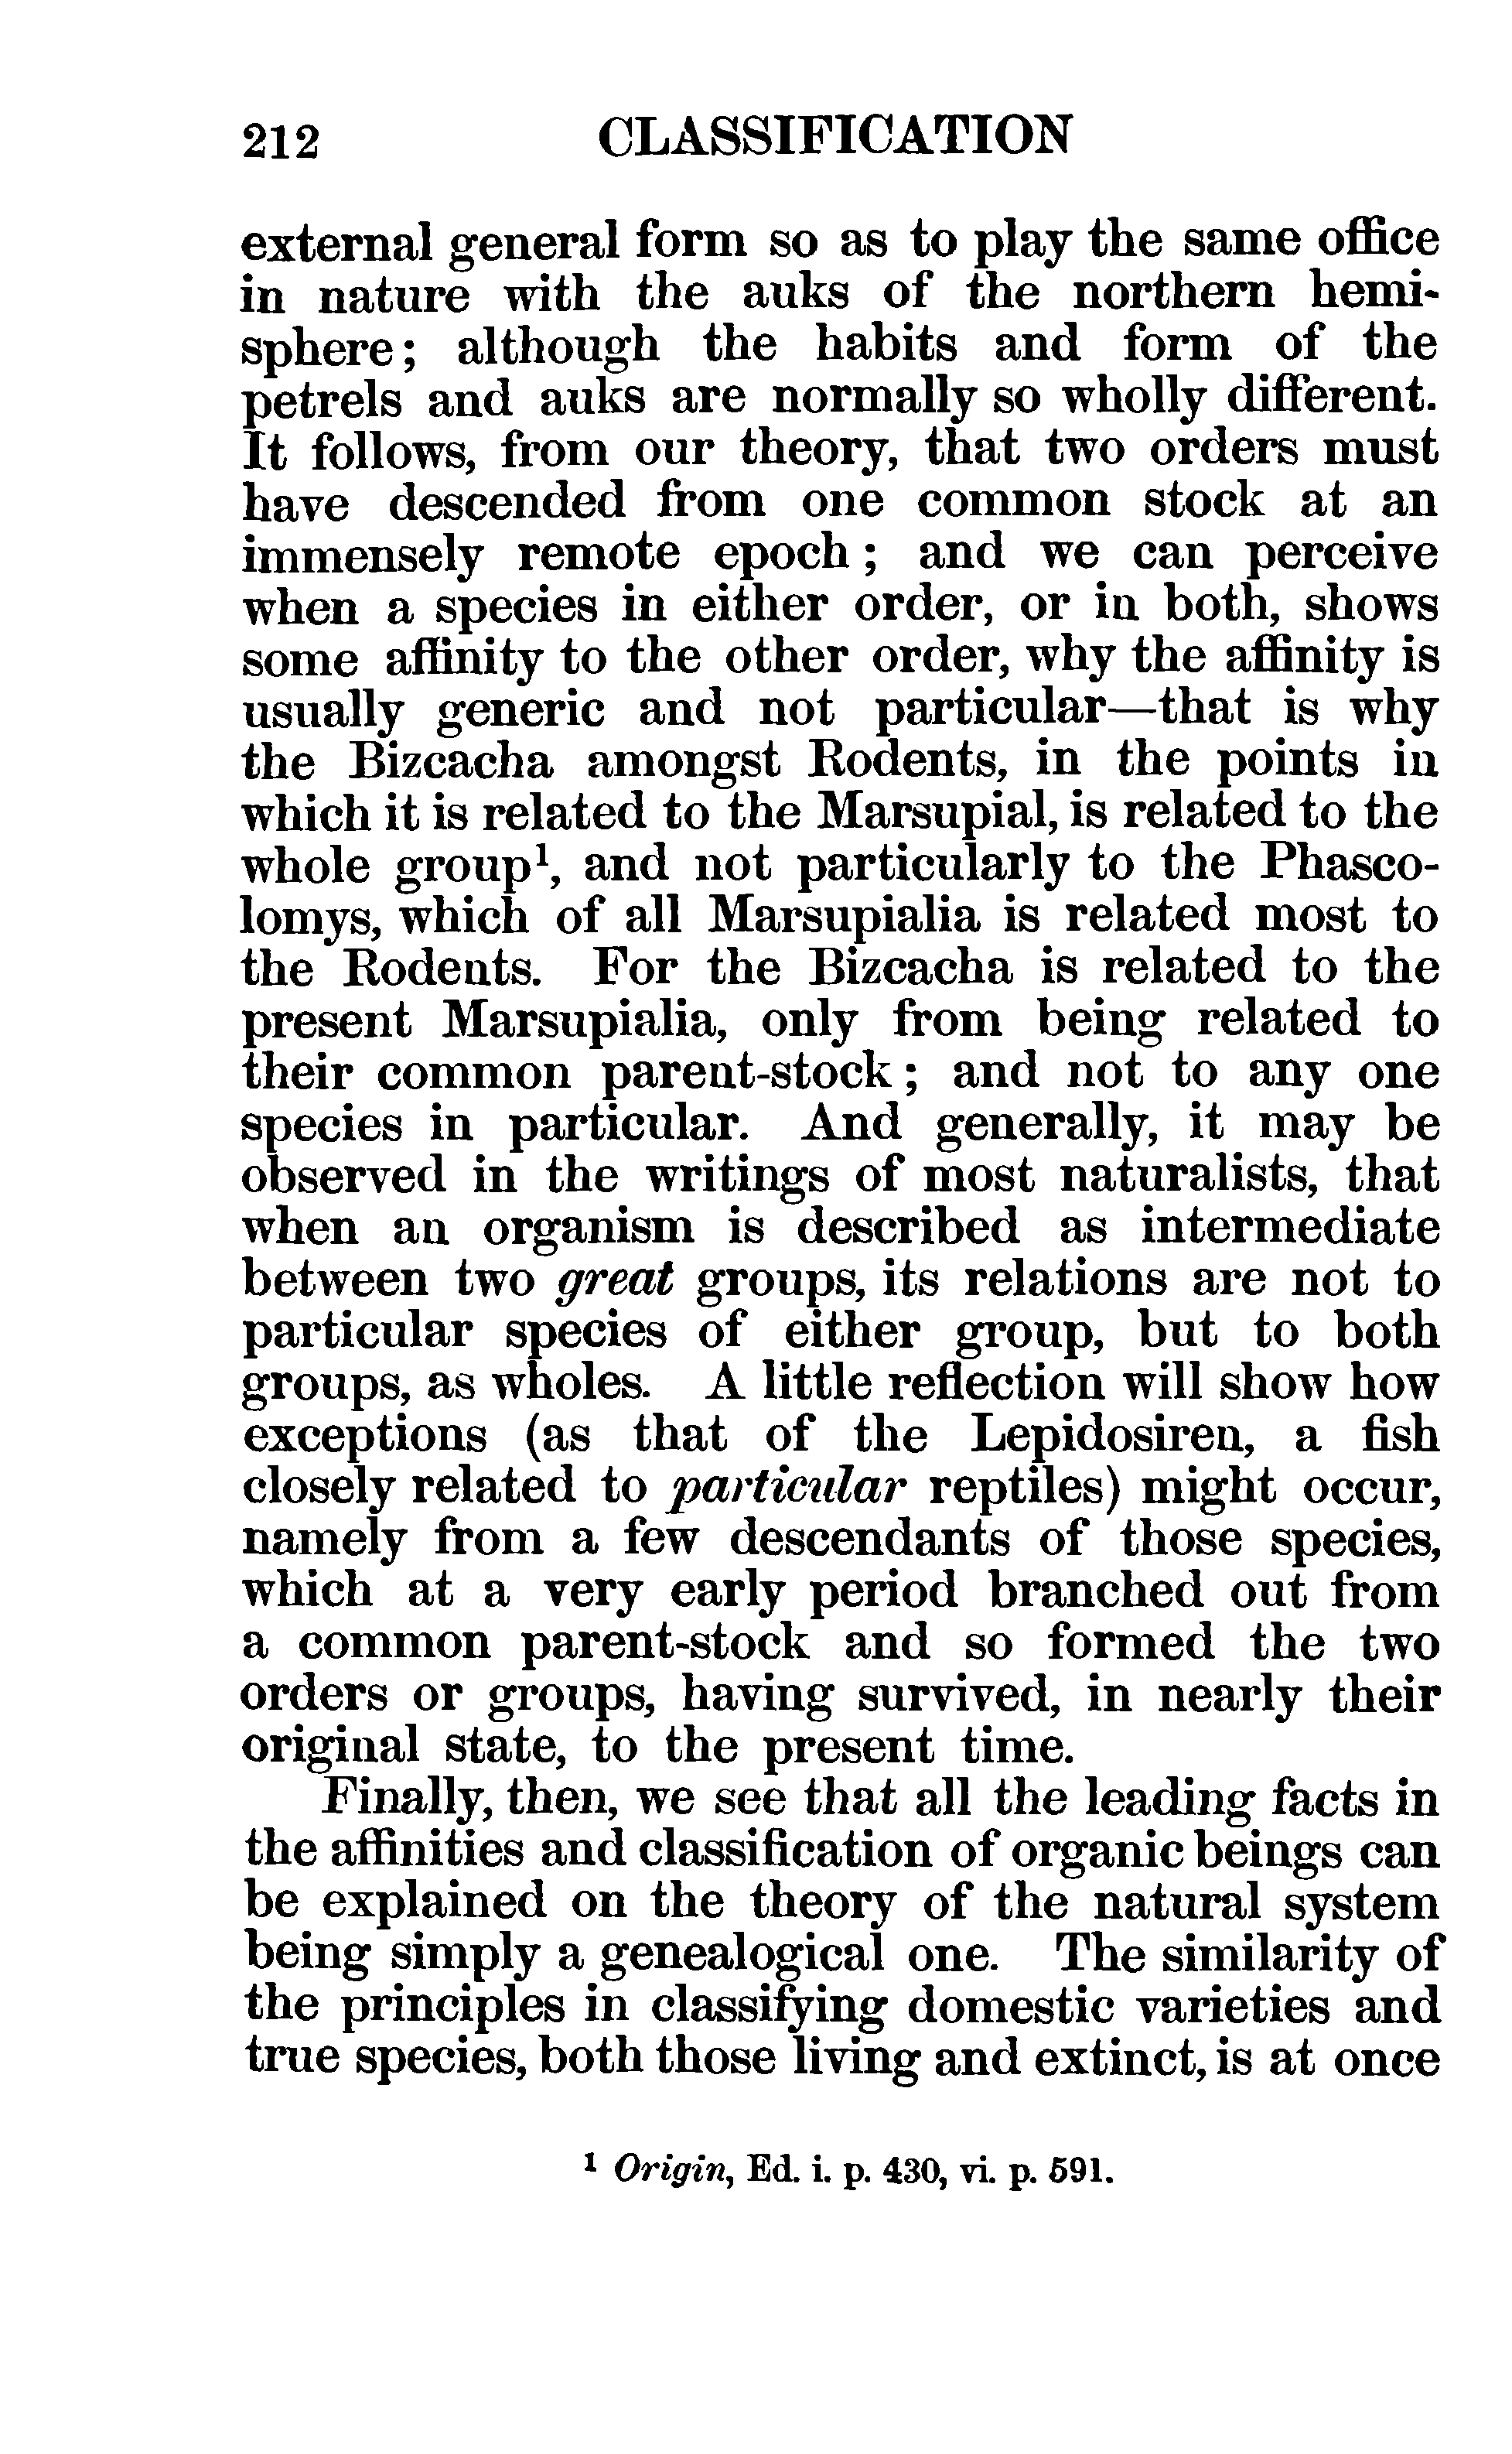 212 CLASSIFICATION
external general form so as to play the same office
in nature with the auks of the northern hemi-
sphere; although the habits and form of the
petrels and auks are normally so wholly different.
It follows, from our theory, that two orders must
have descended from one common stock at an
immensely remote epoch; and we can perceive
when a species in either order, or in both, shows
some affinity to the other order, why the affinity is
usually generic and not particular—that is why
the Bizcacha amongst Rodents, in the points in
which it is related to the Marsupial, is related to the
whole group¹, and not particularly to the Phasco-
lomys, which of all Marsupialia is related most to
the Rodents. For the Bizcacha is related to the
present Marsupialia, only from being related to
their common parent-stock; and not to any one
species in particular. And generally, it may be
observed in the writings of most naturalists, that
when an organism is described as intermediate
between two great groups, its relations are not to
particular species of either group, but to both
groups, as wholes. A little reflection will show how
exceptions (as that of the Lepidosiren, a fish
closely related to particular reptiles) might occur,
namely from a few descendants of those species,
which at a very early period branched out from
a common parent-stock and so formed the two
orders or groups, having survived, in nearly their
original state, to the present time.
Finally, then, we see that all the leading facts in
the affinities and classification of organic beings can
be explained on the theory of the natural system
being simply a genealogical one. The similarity of
the principles in classifying domestic varieties and
true species, both those living and extinct, is at once
¹ Origin, Ed. i. p. 430, vi. p. 591.